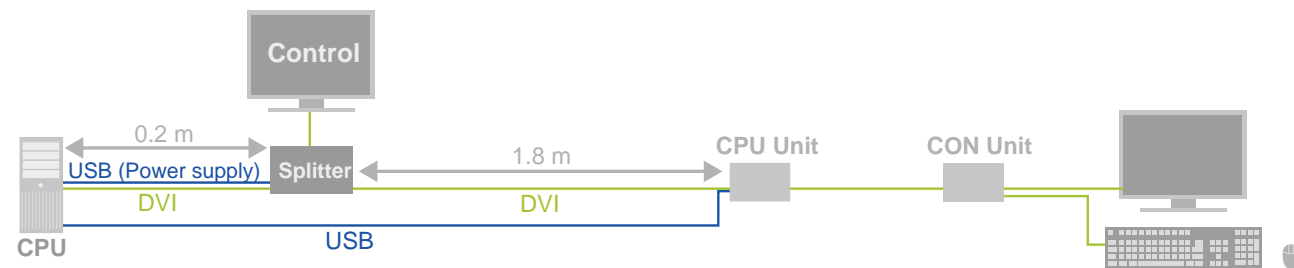 Control
0.2 m
USB (Power supply)
Splitter
1.8 m
CPU Unit
CON Unit
DVI
DVI
USB
CPU